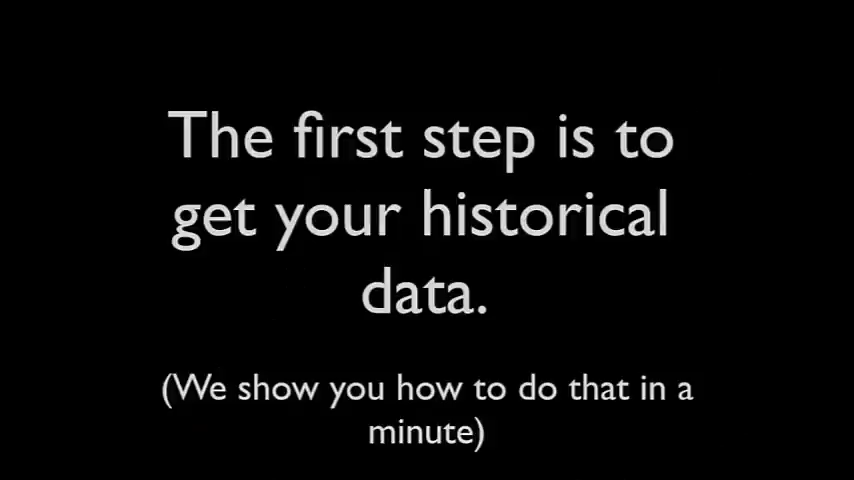 The first step is to
get your historical
data.
(We show you how to do that in a
minute)